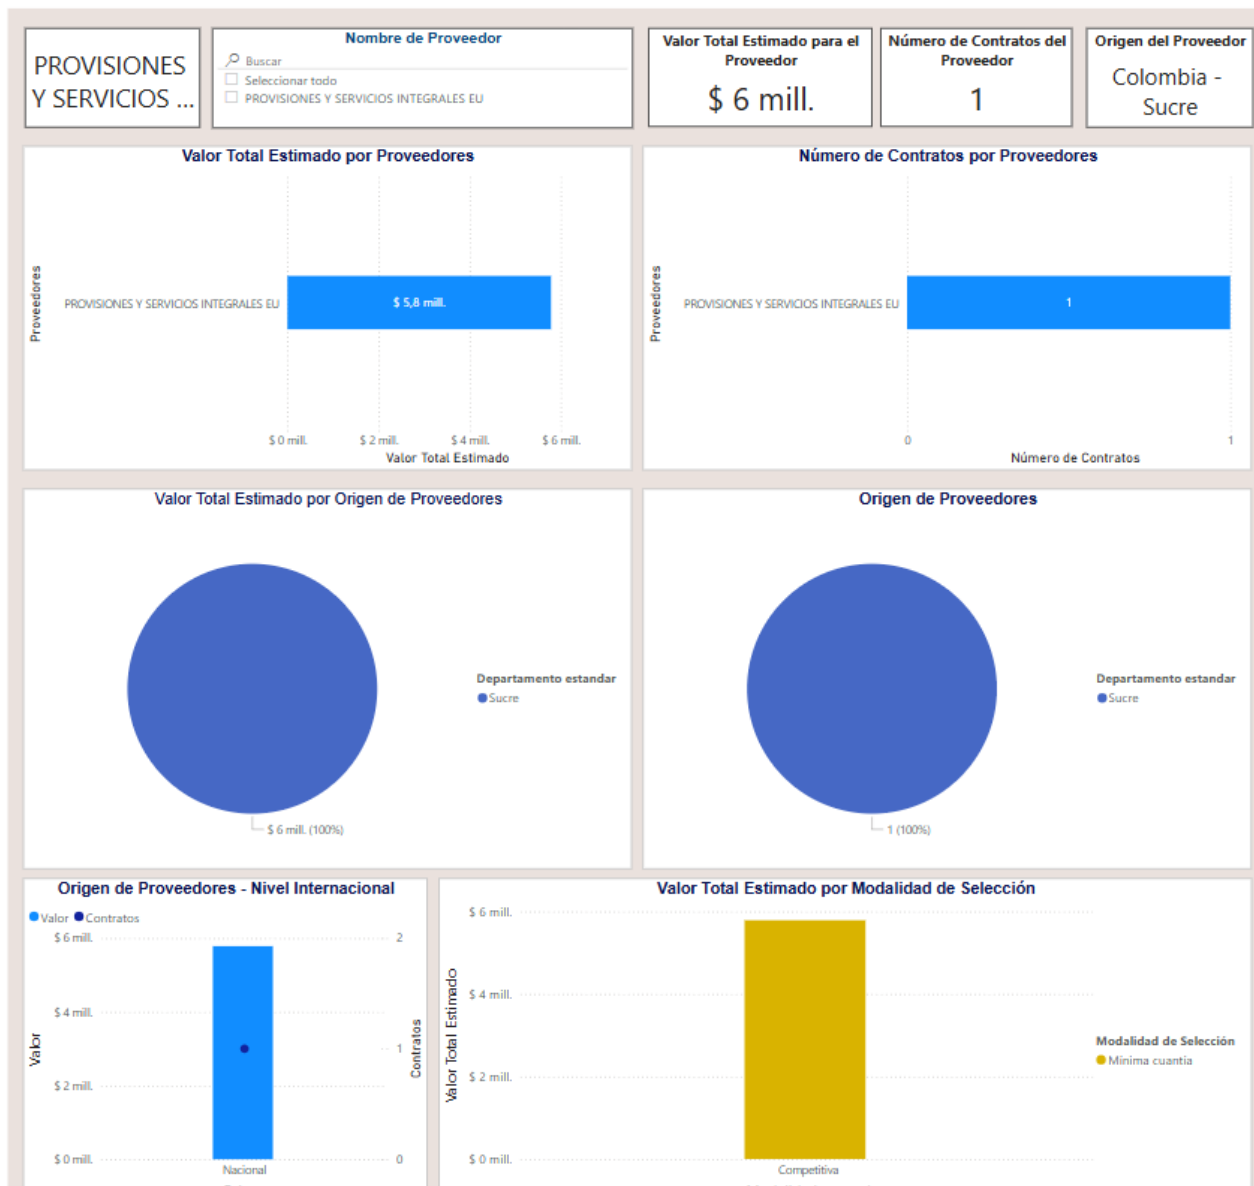 PROVISIONES
Y SERVICIOS ...
Nombre de Proveedor
Buscar
Seleccionar todo
PROVISIONES Y SERVICIOS INTEGRALES EU
Valor Total Estimado para el
Proveedor
$ 6 mill.
Número de Contratos del
Proveedor
1
Origen del Proveedor
Colombia -
Sucre
Valor Total Estimado por Proveedores
Proveedores
PROVISIONES Y SERVICIOS INTEGRALES EU
$ 5,8 mill.
$ 0 mill.
$ 2 mill.
$ 4 mill.
$ 6 mill.
Valor Total Estimado
Número de Contratos por Proveedores
Proveedores
PROVISIONES Y SERVICIOS INTEGRALES EU
1
0
1
Número de Contratos
Valor Total Estimado por Origen de Proveedores
Departamento estandar
Sucre
$ 6 mill. (100%)
Origen de Proveedores
Departamento estandar
Sucre
1 (100%)
Origen de Proveedores - Nivel Internacional
Valor
Contratos
$ 6 mill.
$ 4 mill.
$ 2 mill.
$ 0 mill.
Valor
2
1
0
Contratos
Nacional
Valor Total Estimado por Modalidad de Selección
Valor Total Estimado
$ 6 mill.
$ 4 mill.
$ 2 mill.
$ 0 mill.
Competitiva
Modalidad de Selección
Mínima cuantia